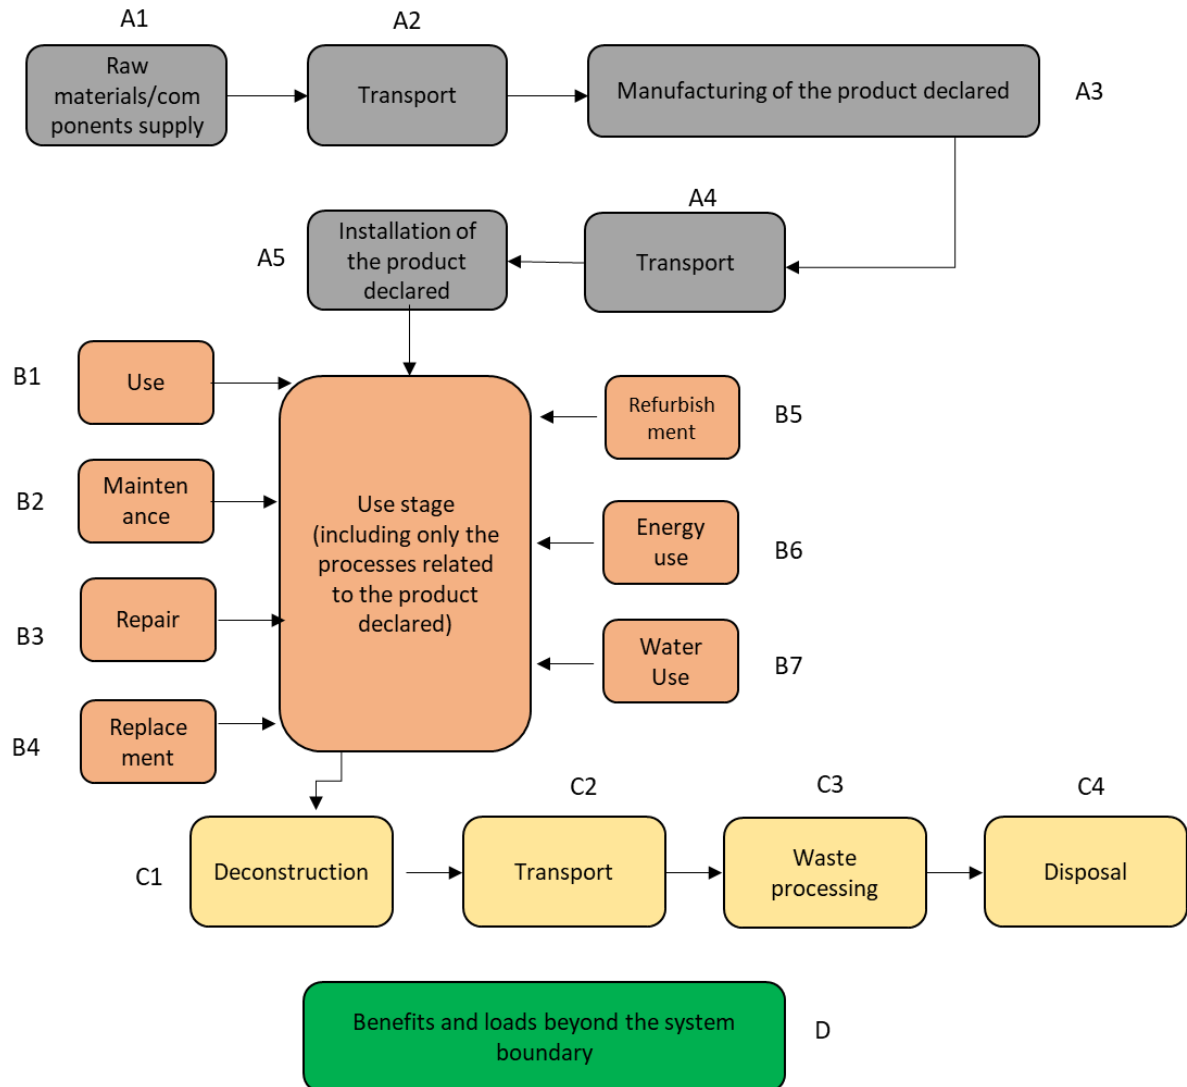 A1
A2
Raw
materials/com
ponents supply
Transport
Manufacturing of the product declared
A3
A4
A5
Installation of
the product
declared
Transport
B1
Use
Refurbish
ment
B5
B2
Mainten
ance
Use stage
(including only the
processes related
to the product
declared)
Energy
use
B6
B3
Repair
Water
Use
B7
B4
Replace
ment
C2
C3
C4
C1
Deconstruction
Transport
Waste
processing
Disposal
Benefits and loads beyond the system
boundary
D